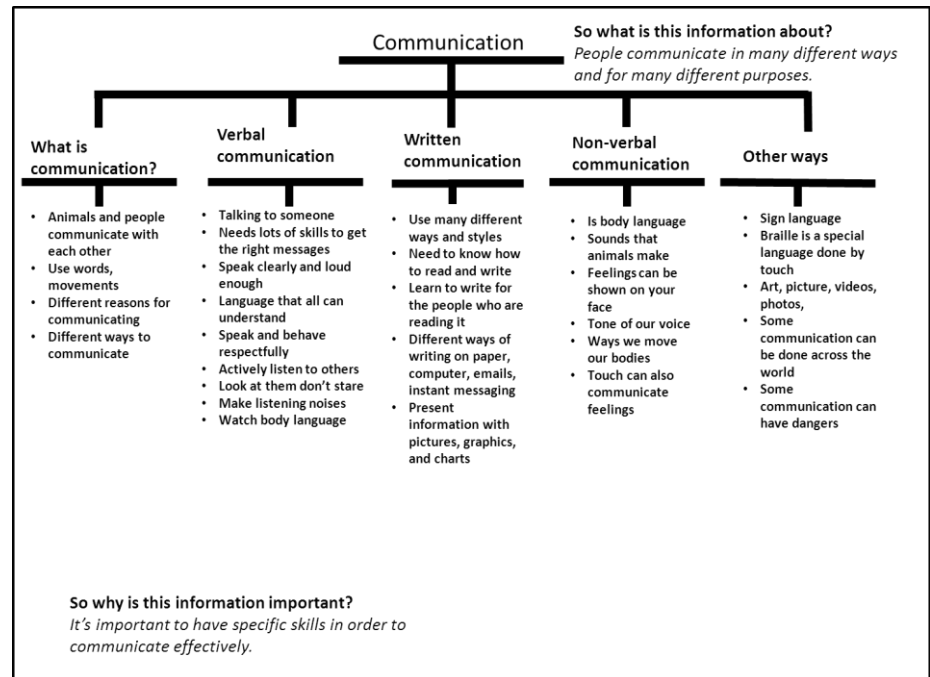 Communication
So what is this information about?
People communicate in many different ways
and for many different purposes.
What is
communication?
• Animals and people
communicate with
each other
• Use words,
movements
• Different reasons for
communicating
• Different ways to
communicate
Verbal
communication
• Talking to someone
• Needs lots of skills to get
the right messages
• Speak clearly and loud
enough
• Language that all can
understand
• Speak and behave
respectfully
• Actively listen to others
• Look at them don't stare
• Make listening noises
• Watch body language
Written
communication
• Use many different
ways and styles
• Need to know how
to read and write
• Learn to write for
the people who are
reading it
• Different ways of
writing on paper,
computer, emails,
instant messaging
• Present
information with
pictures, graphics,
and charts
Non-verbal
communication
• Is body language
• Sounds that
animals make
• Feelings can be
shown on your
face
• Tone of our voice
• Ways we move
our bodies
• Touch can also
communicate
feelings
Other ways
• Sign language
• Braille is a special
language done by
touch
• Art, picture, videos,
photos,
• Some
communication can
be done across the
world
• Some
communication can
have dangers
So why is this information important?
It's important to have specific skills in order to
communicate effectively.